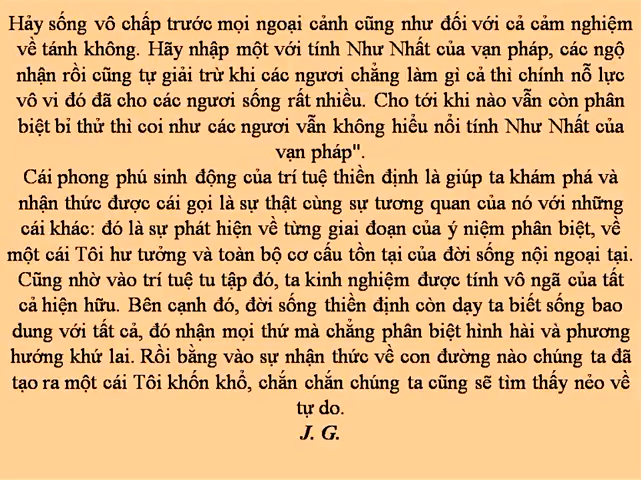 Hãy sống vô chấp trước mọi ngoại cảnh cũng như đối với cả cảm nghiệm
về tánh không. Hãy nhập một với tính Như Nhất của vạn pháp, các ngộ
nhận rồi cũng tự giải trừ khi các ngươi chẳng làm gì cả thì chính nỗ lực
vô vi đó đã cho các ngươi sống rất nhiều. Cho tới khi nào vẫn còn phân
biệt bỉ thử thì coi như các ngươi vẫn không hiểu nổi tính Như Nhất của
vạn pháp".
Cái phong phú sinh động của trí tuệ thiền định là giúp ta khám phá và
nhận thức được cái gọi là sự thật cùng sự tương quan của nó với những
cái khác: đó là sự phát hiện về từng giai đoạn của ý niệm phân biệt, về
một cái Tôi hư tưởng và toàn bộ cơ cấu tồn tại của đời sống nội ngoại tại.
Cũng nhờ vào trí tuệ tu tập đó, ta kinh nghiệm được tính vô ngã của tất
cả hiện hữu. Bên cạnh đó, đời sống thiền định còn dạy ta biết sống bao
dung với tất cả, đó nhận mọi thứ mà chẳng phân biệt hình hài và phương
hướng khứ lai. Rồi bằng vào sự nhận thức về con đường nào chúng ta đã
tạo ra một cái Tôi khốn khổ, chắn chắn chúng ta cũng sẽ tìm thấy nẻo về
tự do.
J. G.